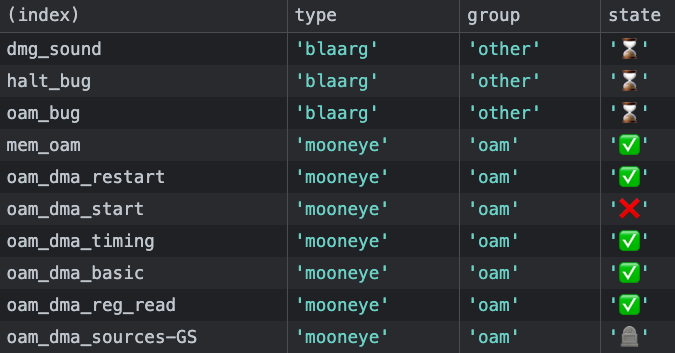 (index) type group state
dmg_sound 'blaarg' 'other' '⏳'
halt_bug 'blaarg' 'other' '⏳'
oam_bug 'blaarg' 'other' '⏳'
mem_oam 'mooneye' 'oam' '✅'
oam_dma_restart 'mooneye' 'oam' '✅'
oam_dma_start 'mooneye' 'oam' '❌'
oam_dma_timing 'mooneye' 'oam' '✅'
oam_dma_basic 'mooneye' 'oam' '✅'
oam_dma_reg_read 'mooneye' 'oam' '✅'
oam_dma_sources-GS 'mooneye' 'oam' '🪦'